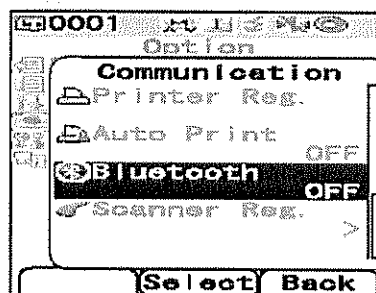 0001
Option
Communication
Printer Reg.
Auto Print
OFF
Bluetooth
OFF
Scanner Reg.
>
Select Back